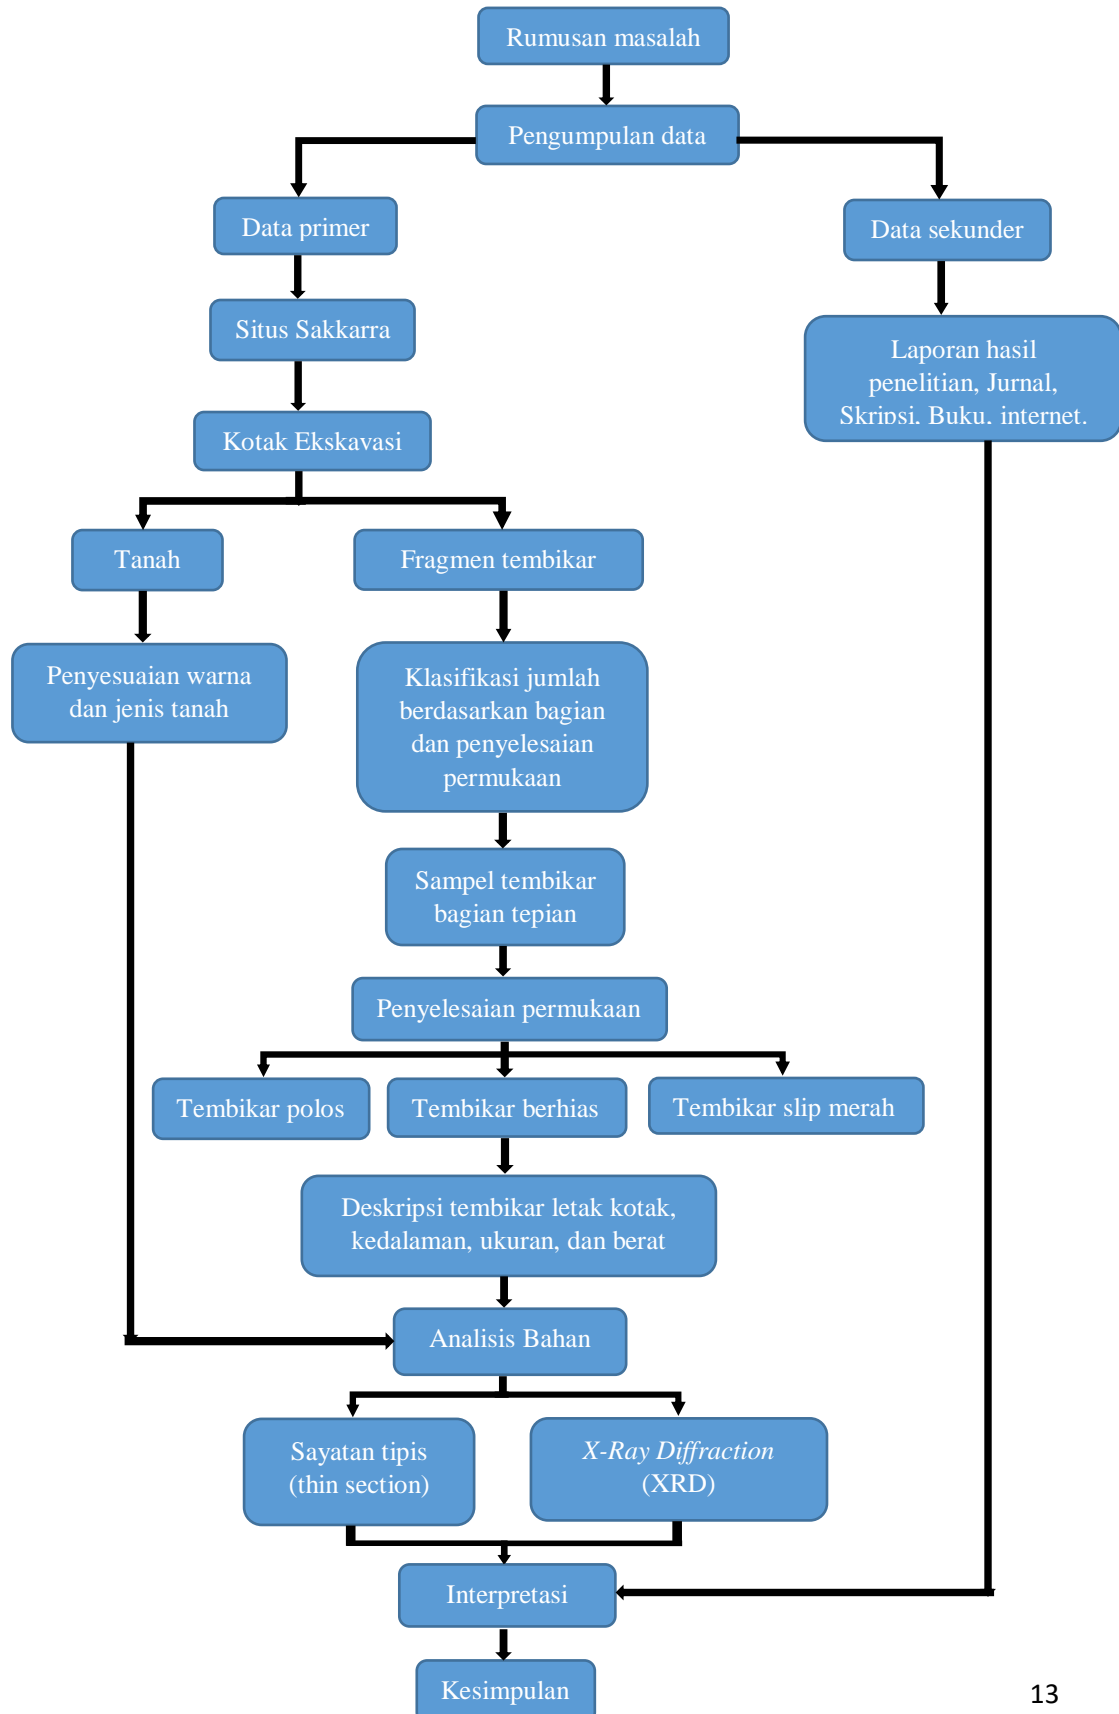 Rumusan masalah
Pengumpulan data
Data primer
Data sekunder
Situs Sakkarra
Laporan hasil
penelitian, Jurnal,
Skripsi, Buku, internet.
Kotak Ekskavasi
Tanah
Fragmen tembikar
Penyesuaian warna
dan jenis tanah
Klasifikasi jumlah
berdasarkan bagian
dan penyelesaian
permukaan
Sampel tembikar
bagian tepian
Penyelesaian permukaan
Tembikar polos
Tembikar berhias
Tembikar slip merah
Deskripsi tembikar letak kotak,
kedalaman, ukuran, dan berat
Analisis Bahan
Sayatan tipis
(thin section)
X-Ray Diffraction
(XRD)
Interpretasi
Kesimpulan
13